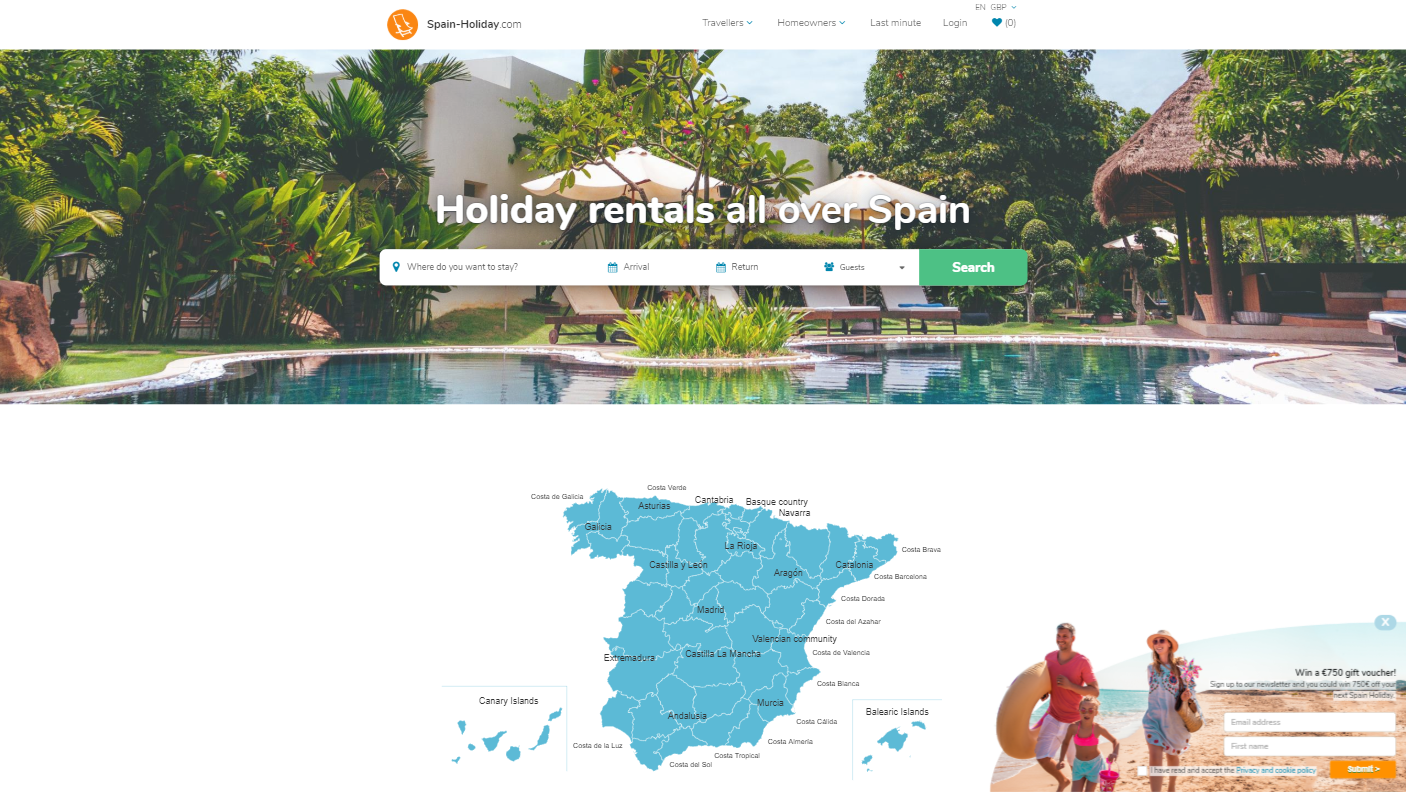 EN GBP
Spain-Holiday.com
Travellers
Homeowners
Last minute
Login
(0)
Holiday rentals all over Spain
Where do you want to stay?
Arrival
Return
Guests
Search
Costa Verde
Costa de Galicia
Asturias
Cantabria
Basque country
Navarra
Galicia
La Rioja
Costa Brava
Castilla y León
Aragón
Catalonia
Costa Barcelona
Costa Dorada
Madrid
Costa del Azahar
Valencian community
Extremadura
Castilla La Mancha
Costa de Valencia
Costa Blanca
Canary Islands
Murcia
Andalusia
Balearic Islands
Costa Cálida
Costa de la Luz
Costa Almería
Costa Tropical
Costa del Sol
X
Win a €750 gift voucher!
Sign up to our newsletter and you could win 750€ off your
next Spain Holiday.
Email address
First name
I have read and accept the Privacy and cookie policy
Submit >